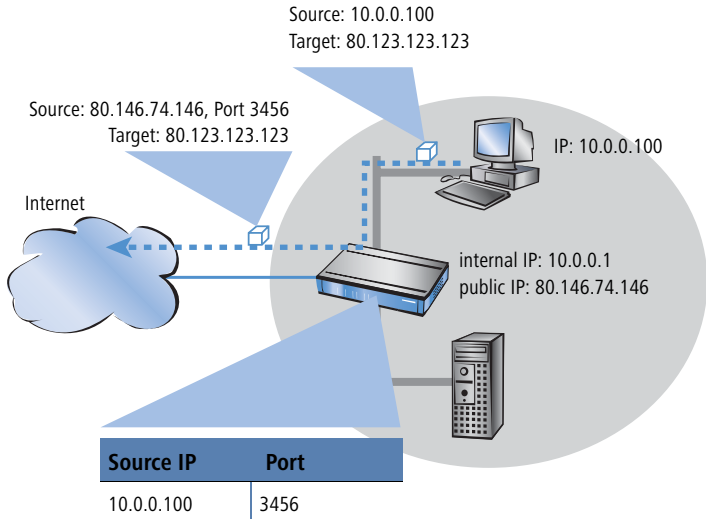 Source: 10.0.0.100
Target: 80.123.123.123
Source: 80.146.74.146, Port 3456
Target: 80.123.123.123
IP: 10.0.0.100
Internet
internal IP: 10.0.0.1
public IP: 80.146.74.146
Source IP Port
10.0.0.100 3456